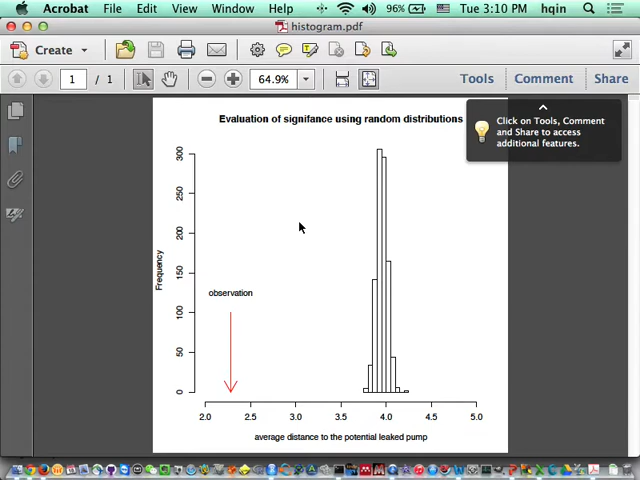 Acrobat File Edit View Window Help 96% Tue 3:10 PM hqin
histogram.pdf
Create 1 / 1 64.9% Tools Comment Share
Click on Tools, Comment
and Share to access
additional features.
Evaluation of signifance using random distributions
300
250
200
150
100
50
0
Frequency
observation
2.0 2.5 3.0 3.5 4.0 4.5 5.0
average distance to the potential leaked pump